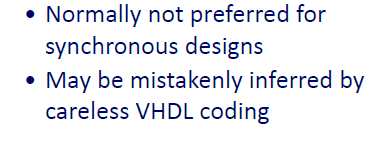 • Normally not preferred for
synchronous designs
• May be mistakenly inferred by
careless VHDL coding